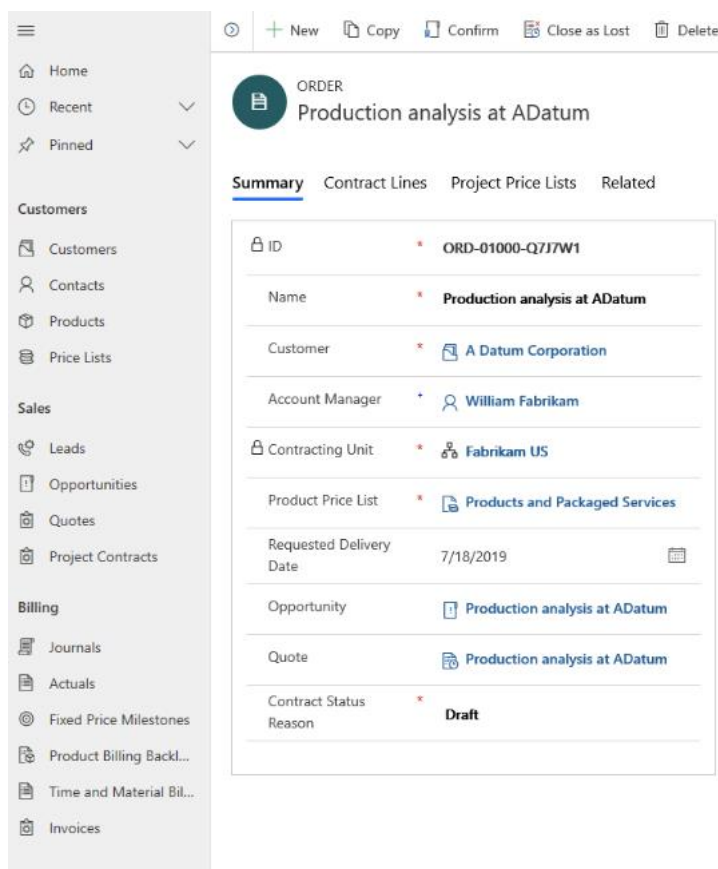 New Copy Confirm Close as Lost Delete
Home
Recent
Pinned
Customers
Customers
Contacts
Products
Price Lists
Sales
Leads
Opportunities
Quotes
Project Contracts
Billing
Journals
Actuals
Fixed Price Milestones
Product Billing Backl...
Time and Material Bil...
Invoices
ORDER
Production analysis at ADatum
Summary Contract Lines Project Price Lists Related
ID * ORD-01000-Q7J7W1
Name * Production analysis at ADatum
Customer * A Datum Corporation
Account Manager + William Fabrikam
Contracting Unit * Fabrikam US
Product Price List * Products and Packaged Services
Requested Delivery
Date 7/18/2019
Opportunity Production analysis at ADatum
Quote Production analysis at ADatum
Contract Status *
Reason Draft